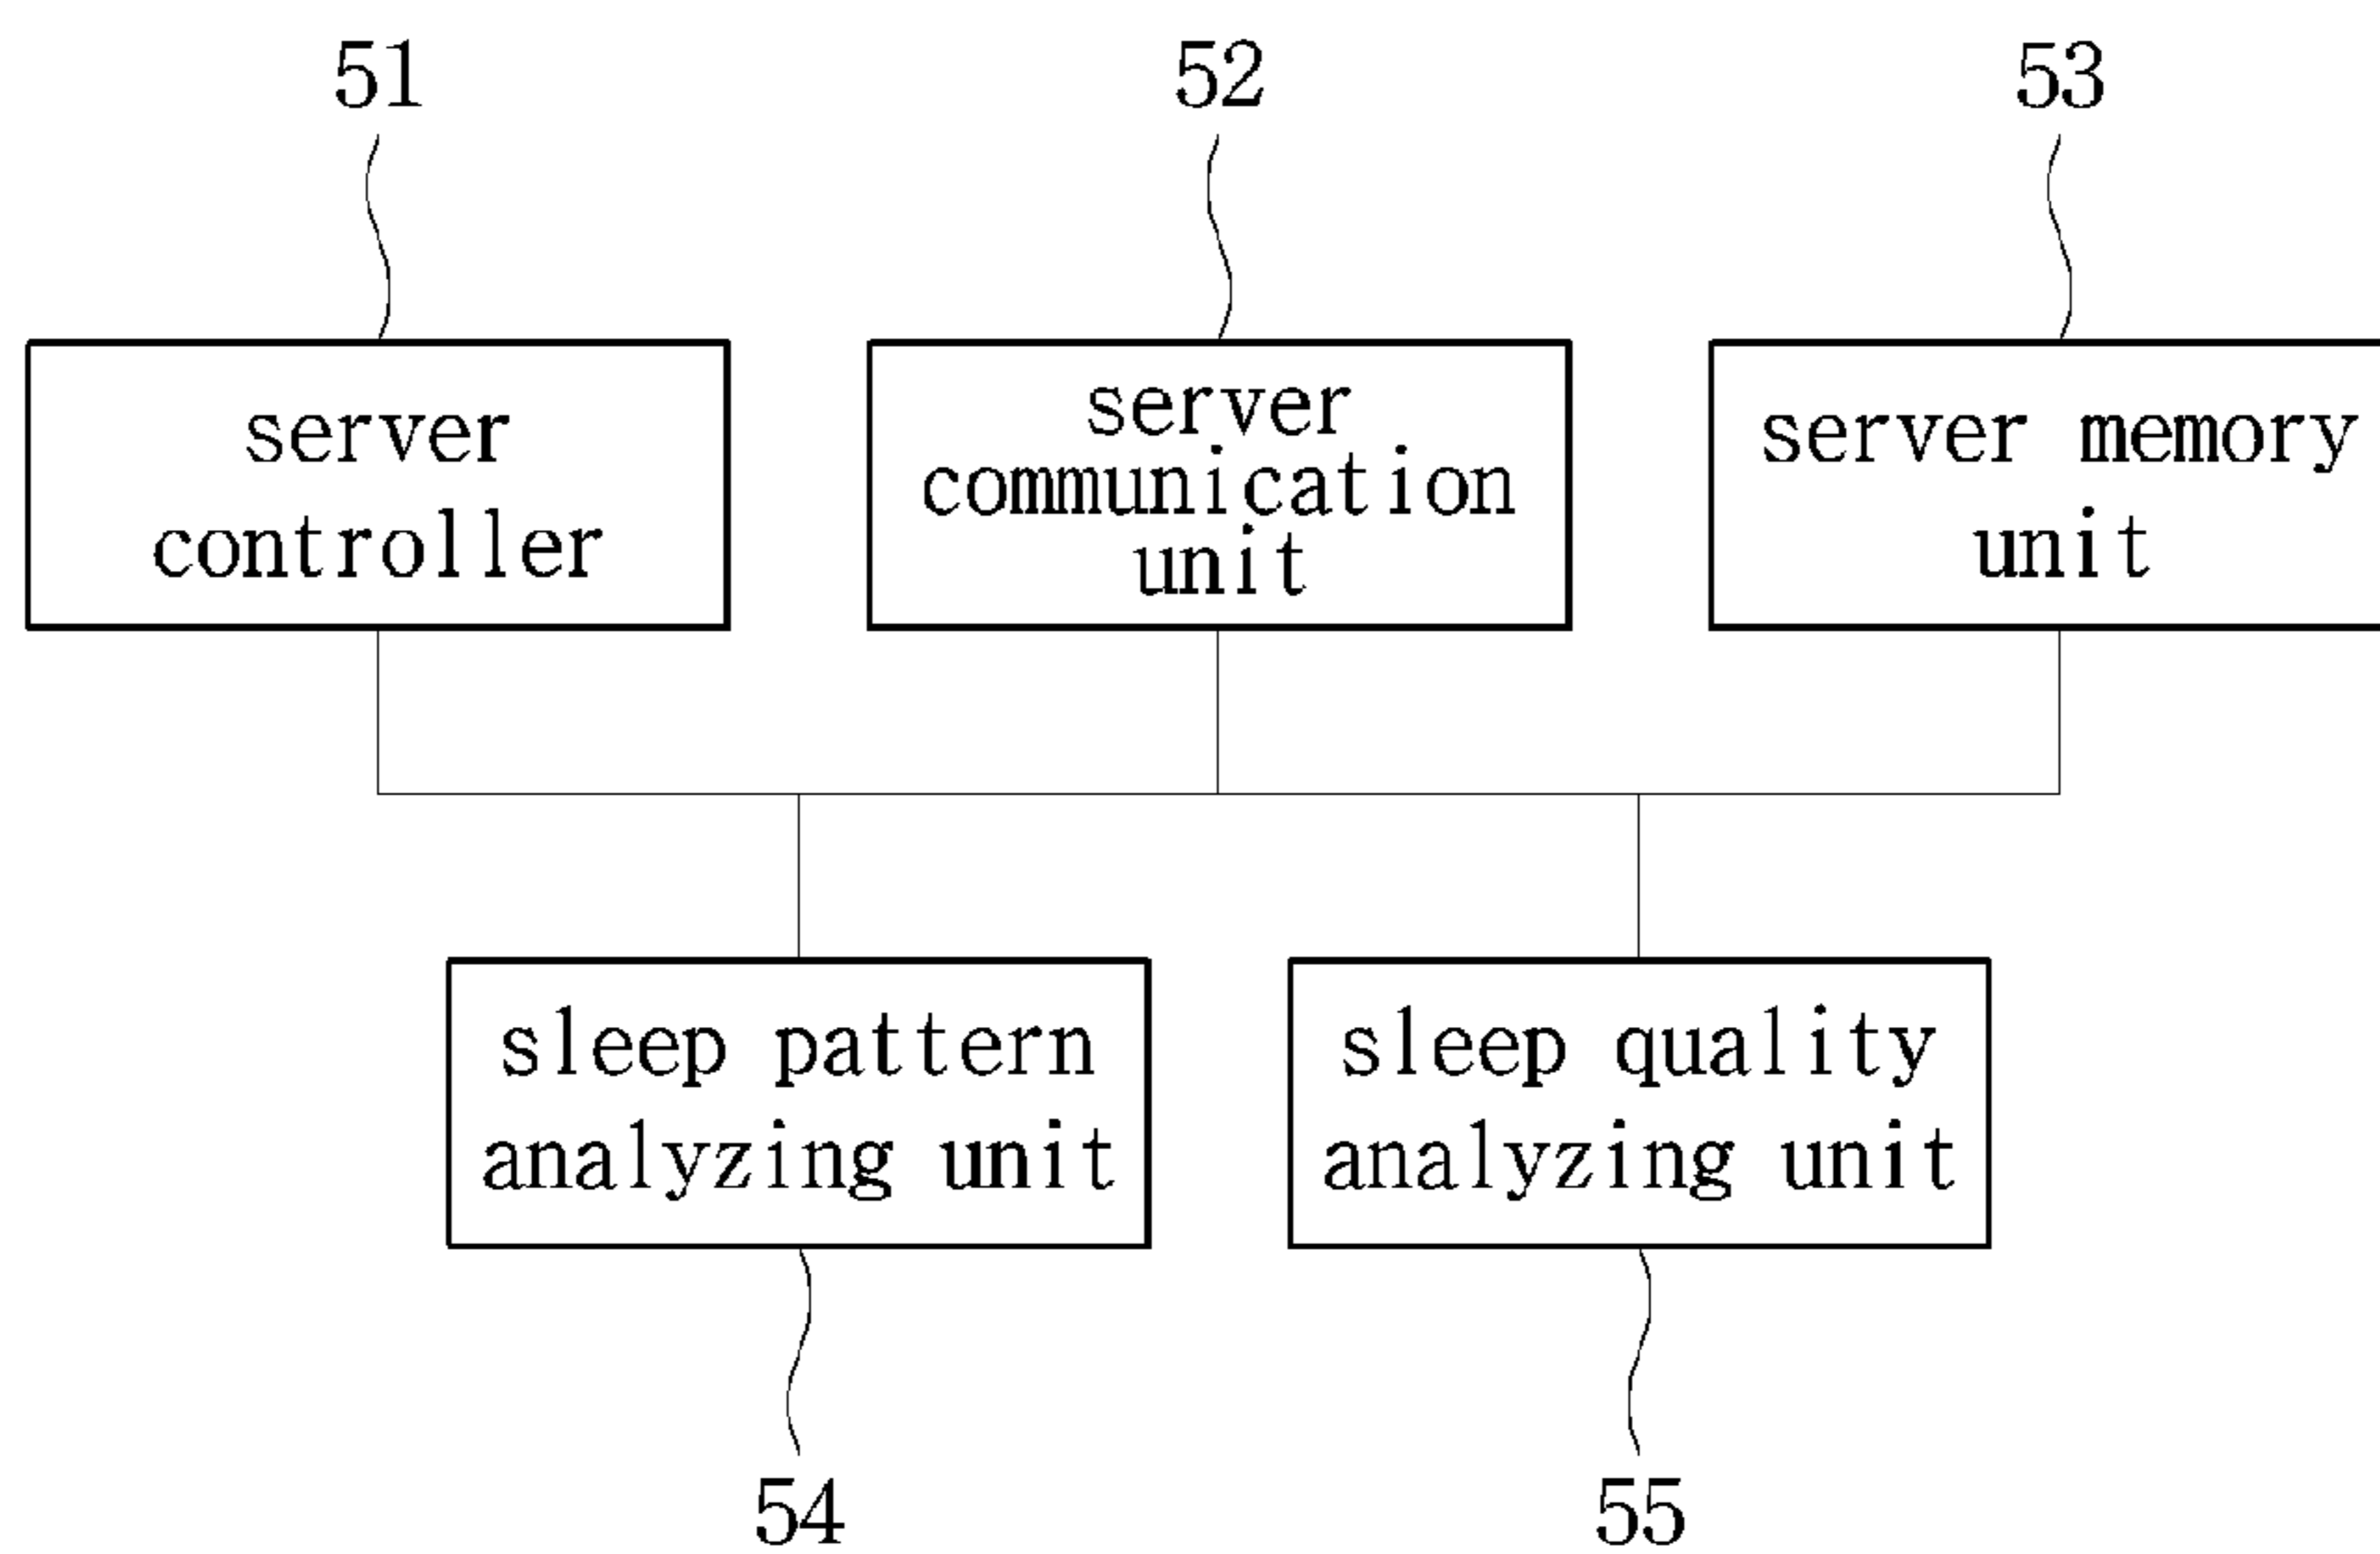 51
52
53
server
controller
server
communication
unit
server memory
unit
sleep pattern
analyzing unit
sleep quality
analyzing unit
54
55